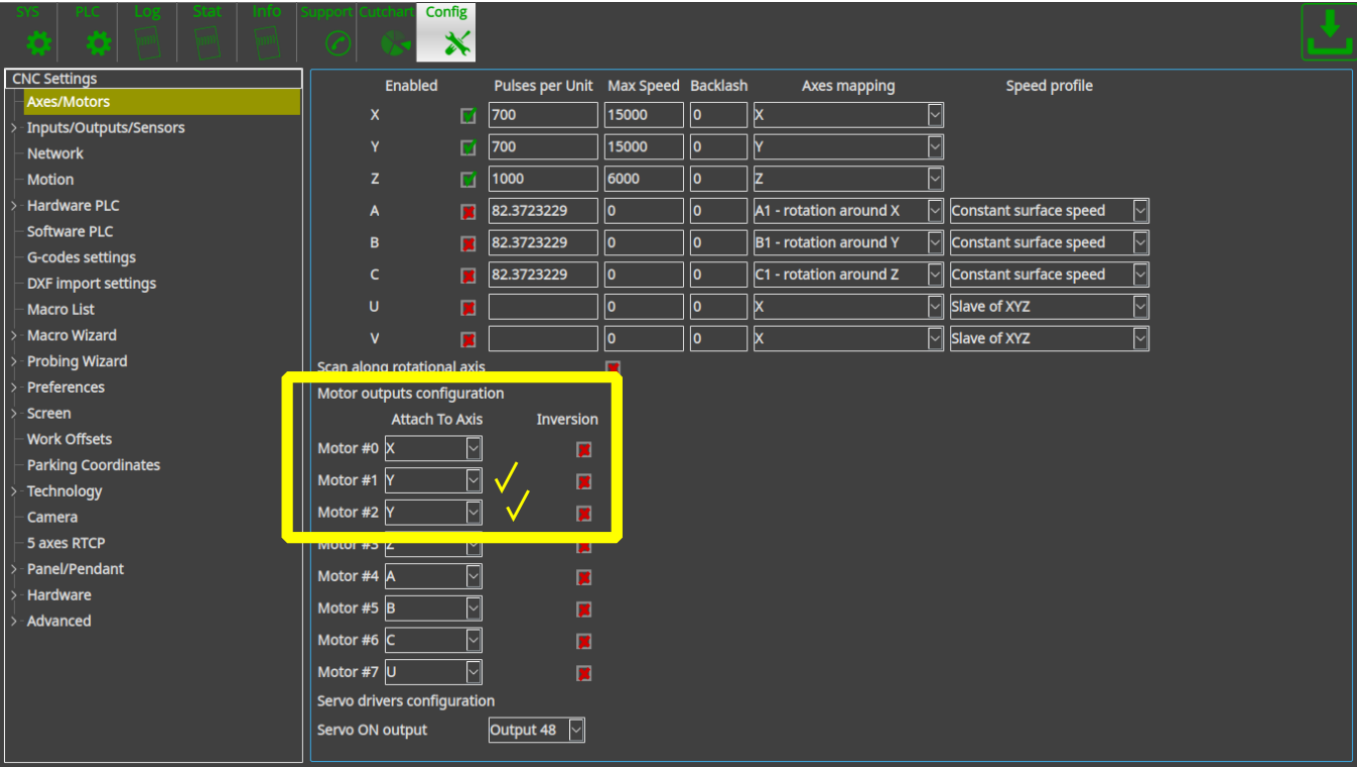 SYS PLC Log Stat Info Support Cutchart Config
CNC Settings
Axes/Motors
Inputs/Outputs/Sensors
Network
Motion
Hardware PLC
Software PLC
G-codes settings
DXF import settings
Macro List
Macro Wizard
Probing Wizard
Preferences
Screen
Work Offsets
Parking Coordinates
Technology
Camera
5 axes RTCP
Panel/Pendant
Hardware
Advanced
Enabled Pulses per Unit Max Speed Backlash Axes mapping Speed profile
X 700 15000 0 X
Y 700 15000 0 Y
Z 1000 6000 0 Z
A 82.3723229 0 0 A1 - rotation around X Constant surface speed
B 82.3723229 0 0 B1 - rotation around Y Constant surface speed
C 82.3723229 0 0 C1 - rotation around Z Constant surface speed
U 0 0 X Slave of XYZ
V 0 0 X Slave of XYZ
Scan along rotational axis
Motor outputs configuration
Attach To Axis Inversion
Motor #0 X
Motor #1 Y
Motor #2 Y
Motor #3 Z
Motor #4 A
Motor #5 B
Motor #6 C
Motor #7 U
Servo drivers configuration
Servo ON output Output 48